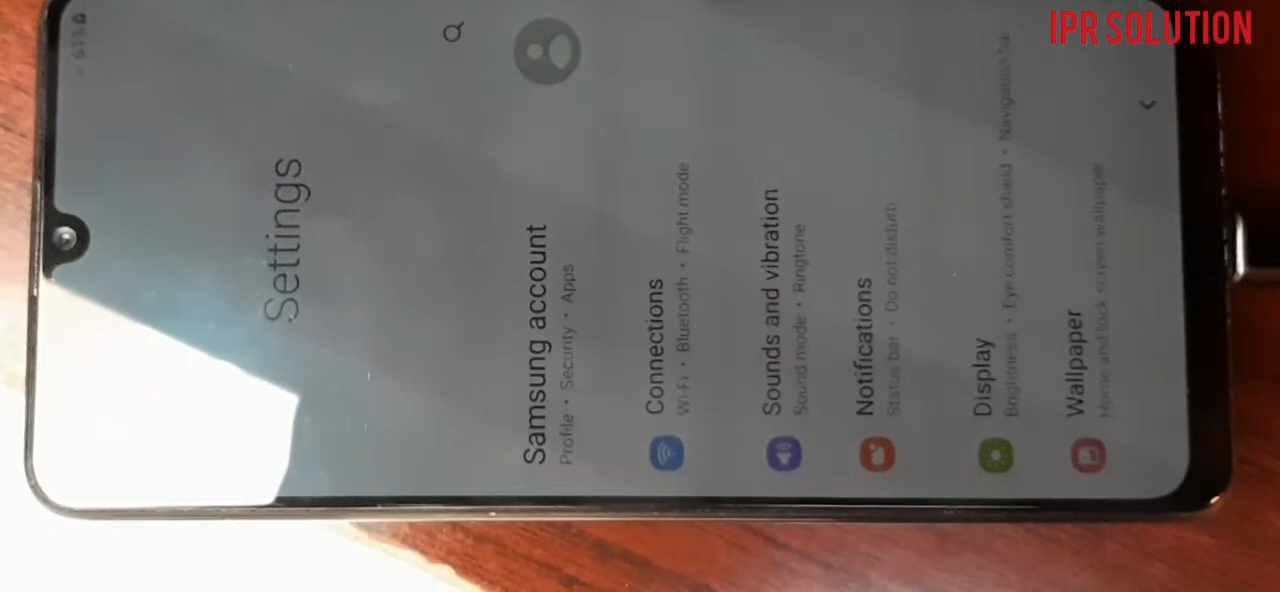 IPR SOLUTION
Settings
Samsung account
Profile • Security • Apps
Connections
Wi-Fi • Bluetooth • Flight mode
Sounds and vibration
Sound mode • Ringtone
Notifications
Status bar • Do not disturb
Display
Brightness • Eye comfort shield • Navigation bar
Wallpaper
Home and lock screen wallpaper